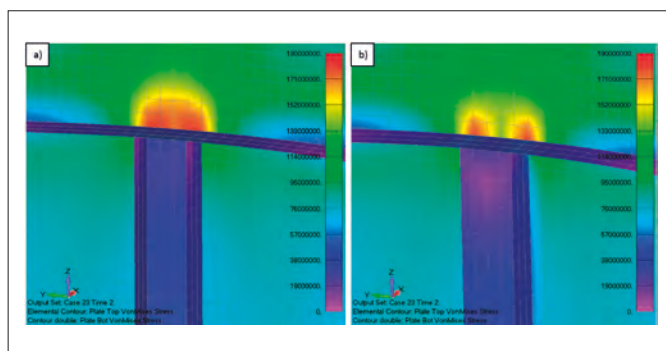 a)
190000000.
171000000.
152000000.
133000000.
114000000.
95000000.
76000000.
57000000.
38000000.
19000000.
0.
Z
Y
X
Output Set: Case 23 Time 2.
Elemental Contour: Plate Top VonMises Stress
Contour double: Plate Bot VonMises Stress
b)
190000000.
171000000.
152000000.
133000000.
114000000.
95000000.
76000000.
57000000.
38000000.
19000000.
0.
Z
Y
X
Output Set: Case 23 Time 2.
Elemental Contour: Plate Top VonMises Stress
Contour double: Plate Bot VonMises Stress